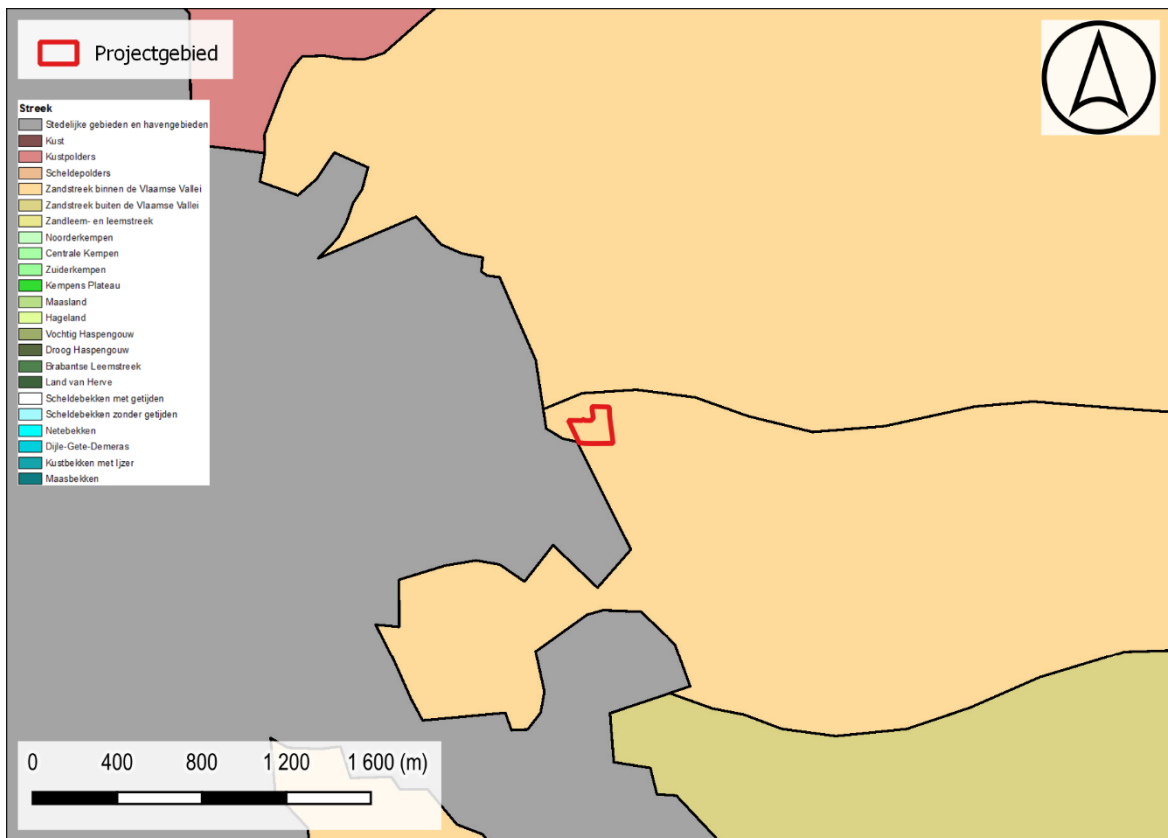 Projectgebied
Streek
Stedelijke gebieden en havengebieden
Kust
Kustpolders
Scheldepolders
Zandstreek binnen de Vlaamse Vallei
Zandstreek buiten de Vlaamse Vallei
Zandleem- en leemstreek
Noorderkempen
Centrale Kempen
Zuiderkempen
Kempens Plateau
Maasland
Hageland
Vochtig Haspengouw
Droog Haspengouw
Brabantse Leemstreek
Land van Herve
Scheldebekken met getijden
Scheldebekken zonder getijden
Netebekken
Dijle-Gete-Demeras
Kustbekken met Ijzer
Maasbekken
0 400 800 1 200 1 600 (m)